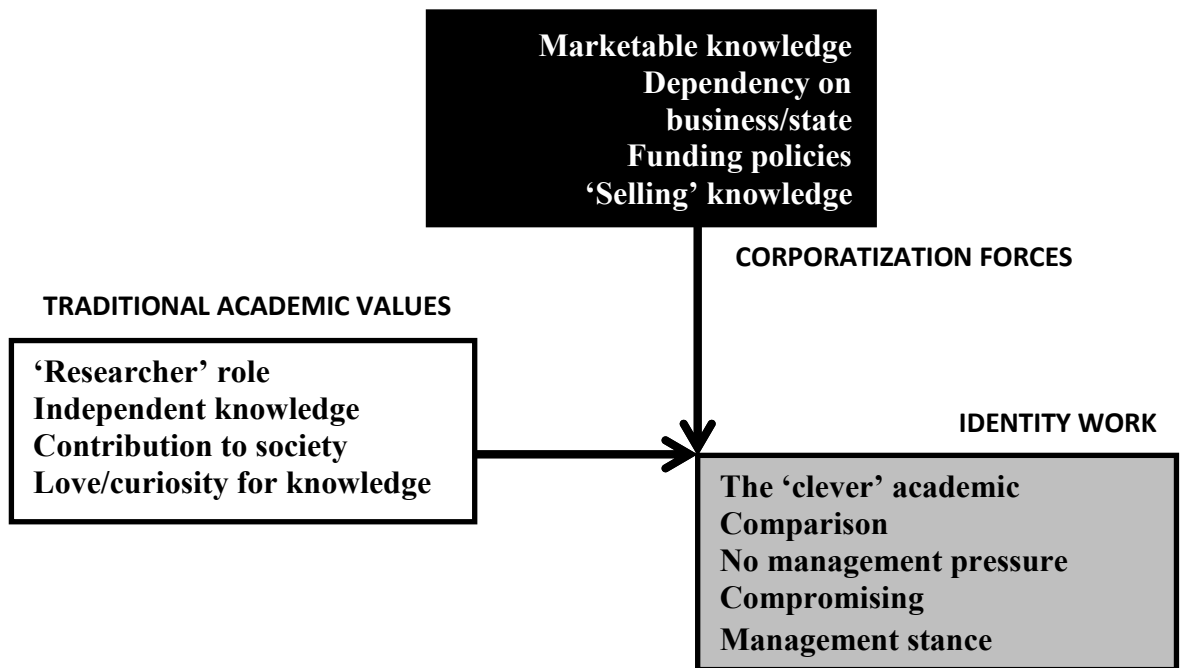 Marketable knowledge
Dependency on
business/state
Funding policies
‘Selling’ knowledge
CORPORATIZATION FORCES
TRADITIONAL ACADEMIC VALUES
‘Researcher’ role
Independent knowledge
Contribution to society
Love/curiosity for knowledge
IDENTITY WORK
The ‘clever’ academic
Comparison
No management pressure
Compromising
Management stance